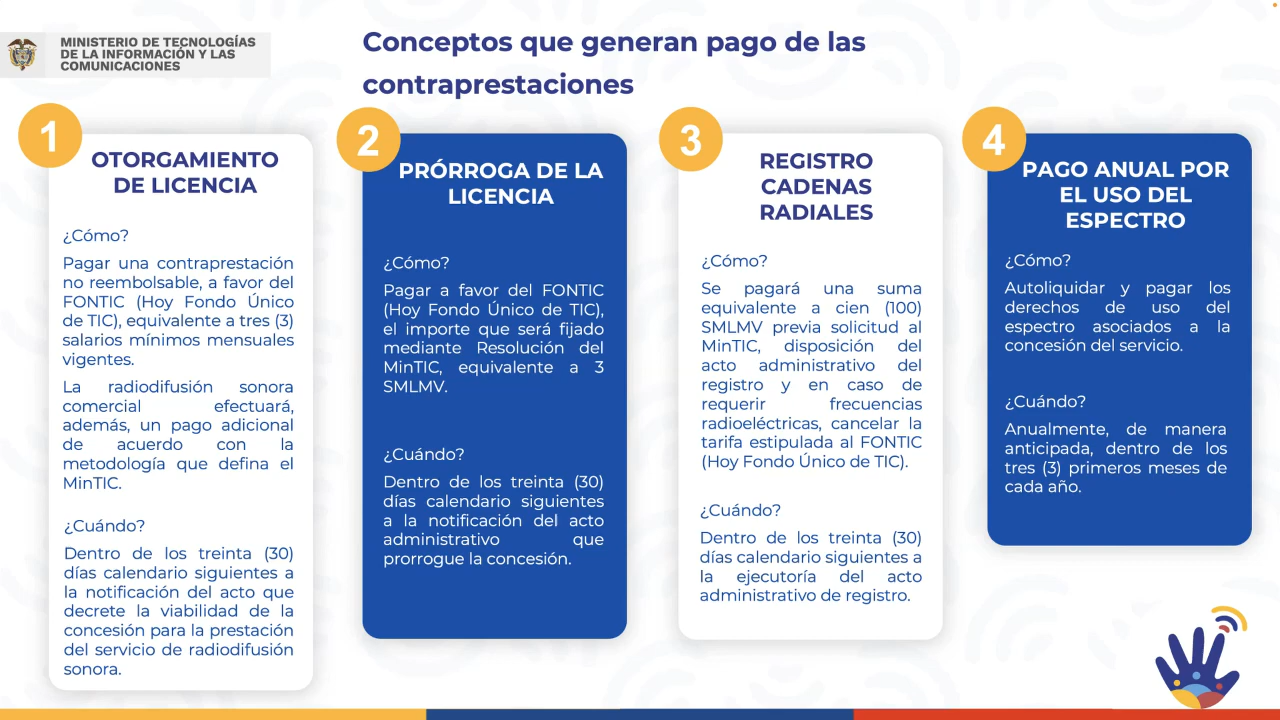 MINISTERIO DE TECNOLOGÍAS
DE LA INFORMACIÓN Y LAS
COMUNICACIONES
Conceptos que generan pago de las
contraprestaciones
1
OTORGAMIENTO
DE LICENCIA
¿Cómo?
Pagar una contraprestación
no reembolsable, a favor del
FONTIC (Hoy Fondo Único
de TIC), equivalente a tres (3)
salarios mínimos mensuales
vigentes.
La radiodifusión sonora
comercial efectuará,
además, un pago adicional
de acuerdo con la
metodología que defina el
MinTIC.
¿Cuándo?
Dentro de los treinta (30)
días calendario siguientes a
la notificación del acto que
decrete la viabilidad de la
concesión para la prestación
del servicio de radiodifusión
sonora.
2
PRÓRROGA DE LA
LICENCIA
¿Cómo?
Pagar a favor del FONTIC
(Hoy Fondo Único de TIC),
el importe que será fijado
mediante Resolución del
MinTIC, equivalente a 3
SMLMV.
¿Cuándo?
Dentro de los treinta (30)
días calendario siguientes
a la notificación del acto
administrativo que
prorrogue la concesión.
3
REGISTRO
CADENAS
RADIALES
¿Cómo?
Se pagará una suma
equivalente a cien (100)
SMLMV previa solicitud al
MinTIC, disposición del
acto administrativo del
registro y en caso de
requerir frecuencias
radioeléctricas, cancelar la
tarifa estipulada al FONTIC
(Hoy Fondo Único de TIC).
¿Cuándo?
Dentro de los treinta (30)
días calendario siguientes a
la ejecutoría del acto
administrativo de registro.
4
PAGO ANUAL POR
EL USO DEL
ESPECTRO
¿Cómo?
Autoliquidar y pagar los
derechos de uso del
espectro asociados a la
concesión del servicio.
¿Cuándo?
Anualmente, de manera
anticipada, dentro de los
tres (3) primeros meses de
cada año.